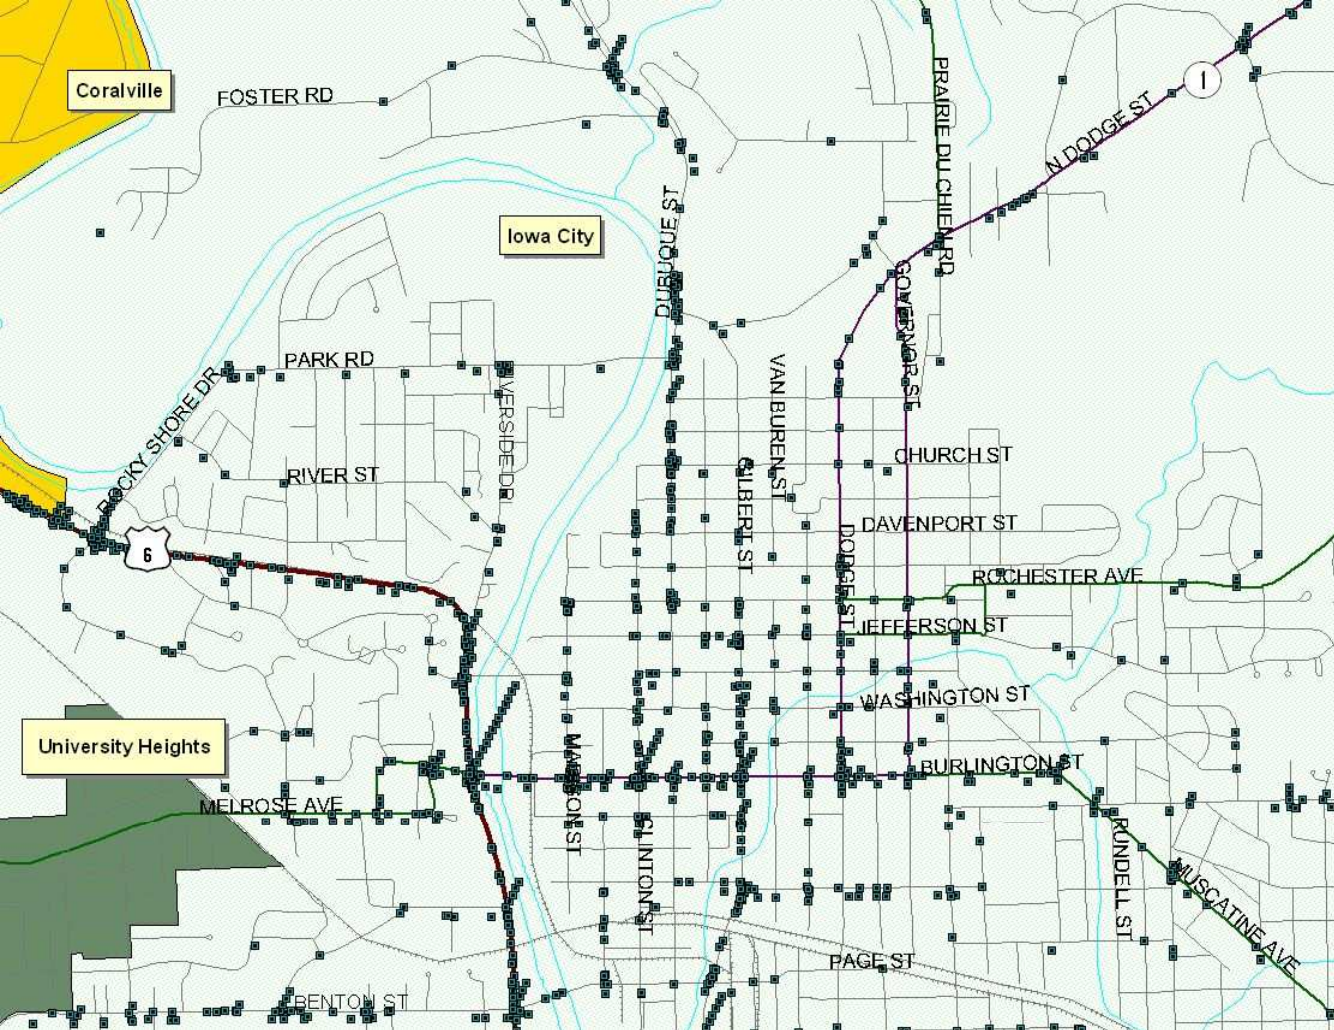 Coralville
FOSTER RD
PRAIRIE DU CHIEN RD
1
N DODGE ST
Iowa City
DUBUQUE ST
GOVERNOR ST
PARK RD
ROCKY SHORE DR
VAN BUREN ST
CHURCH ST
RIVER ST
GILBERT ST
DAVENPORT ST
6
DODGE ST
ROCHESTER AVE
JEFFERSON ST
WASHINGTON ST
University Heights
MADISON ST
BURLINGTON ST
MELROSE AVE
CLINTON ST
RUNDELL ST
MUSCATINE AVE
PAGE ST
BENTON ST